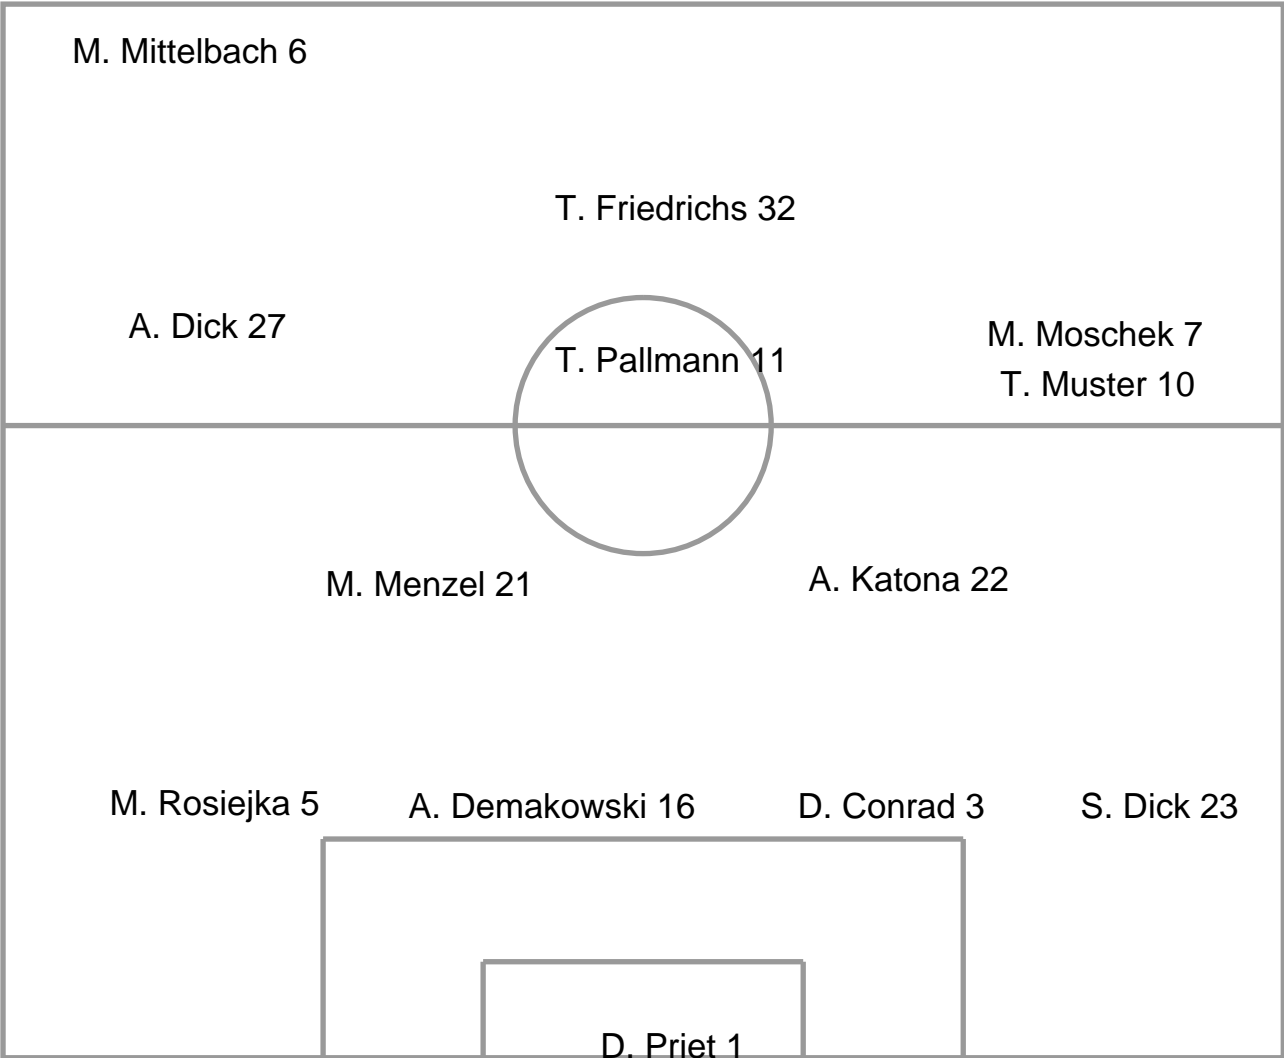 M. Mittelbach 6
T. Friedrichs 32
A. Dick 27
M. Moschek 7
T. Pallmann 11
T. Muster 10
M. Menzel 21
A. Katona 22
M. Rosiejka 5
A. Demakowski 16
D. Conrad 3
S. Dick 23
D. Priet 1